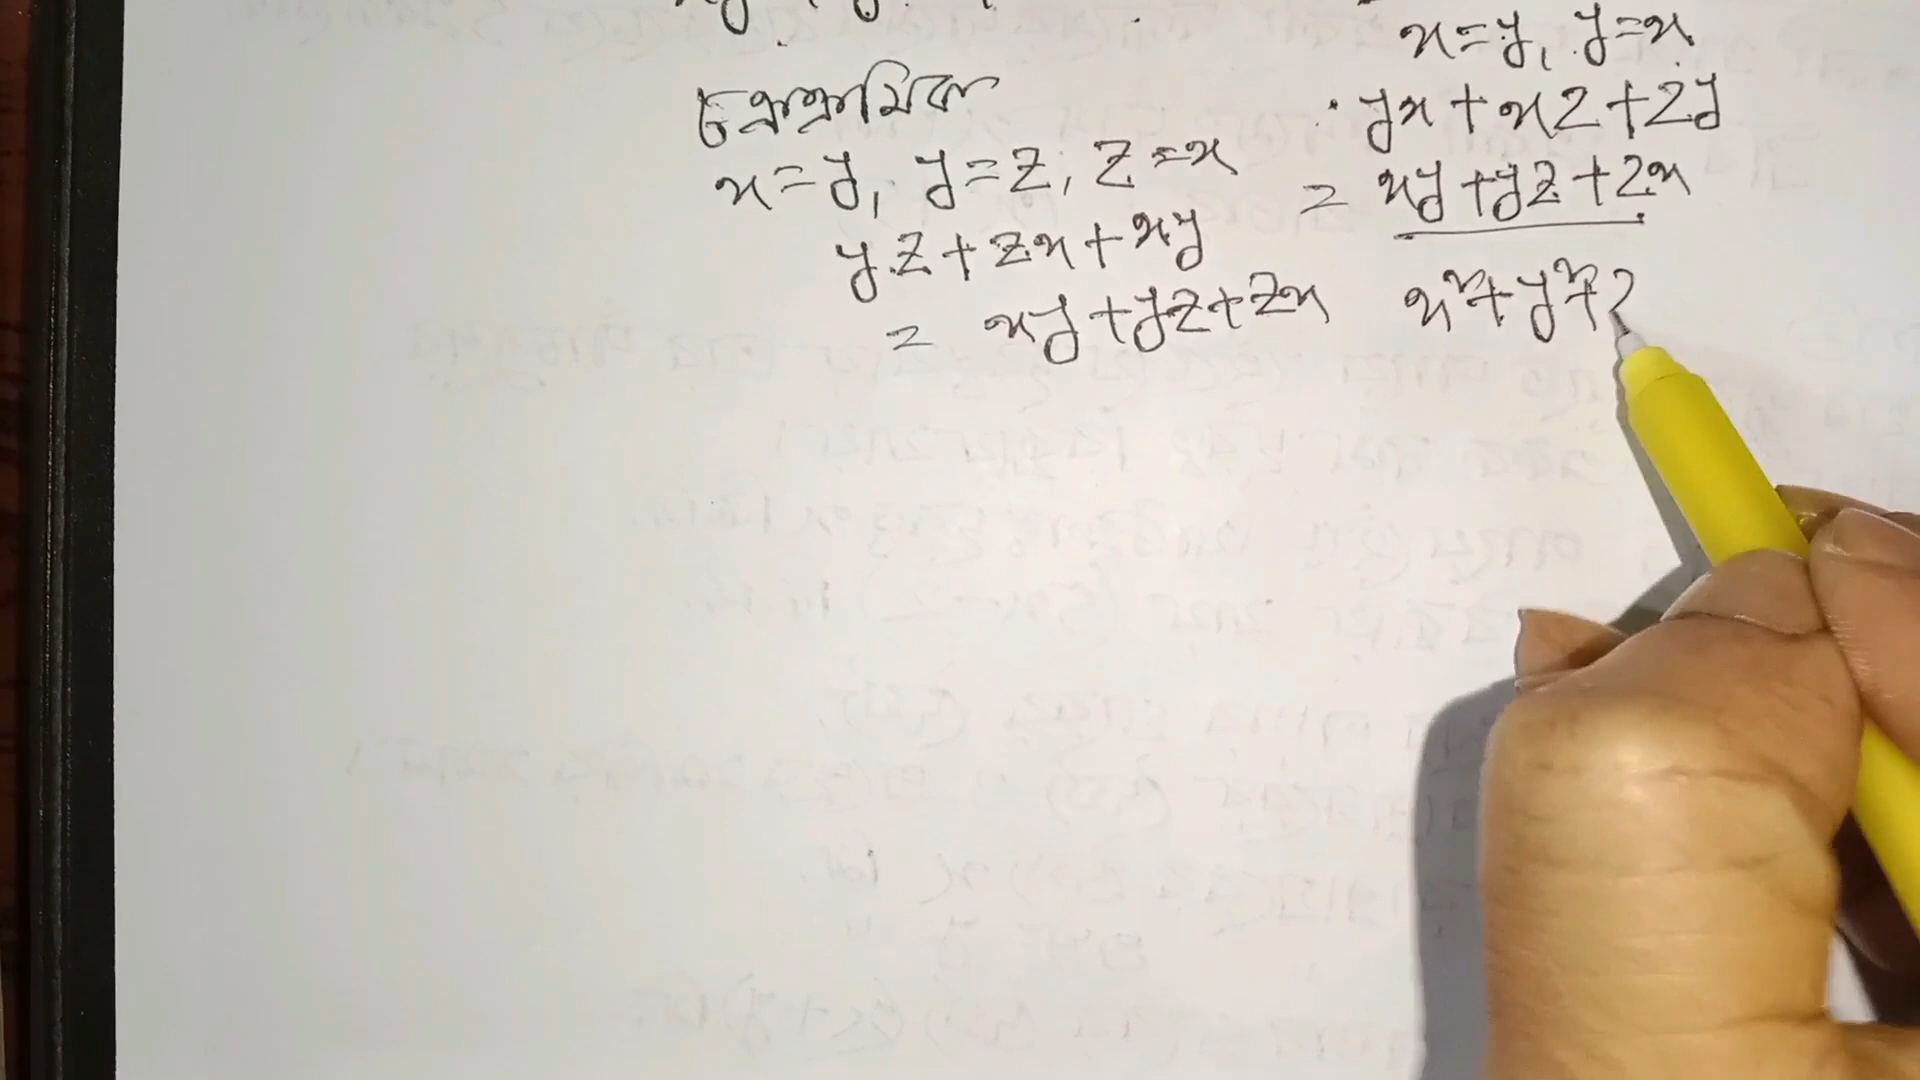 চক্রক্রমিক
x=y, y=z, z=x
yz+zx+xy
= xy+yz+zx
x=y, y=x
yx+xz+zy
= xy+yz+zx
x²+y²+z